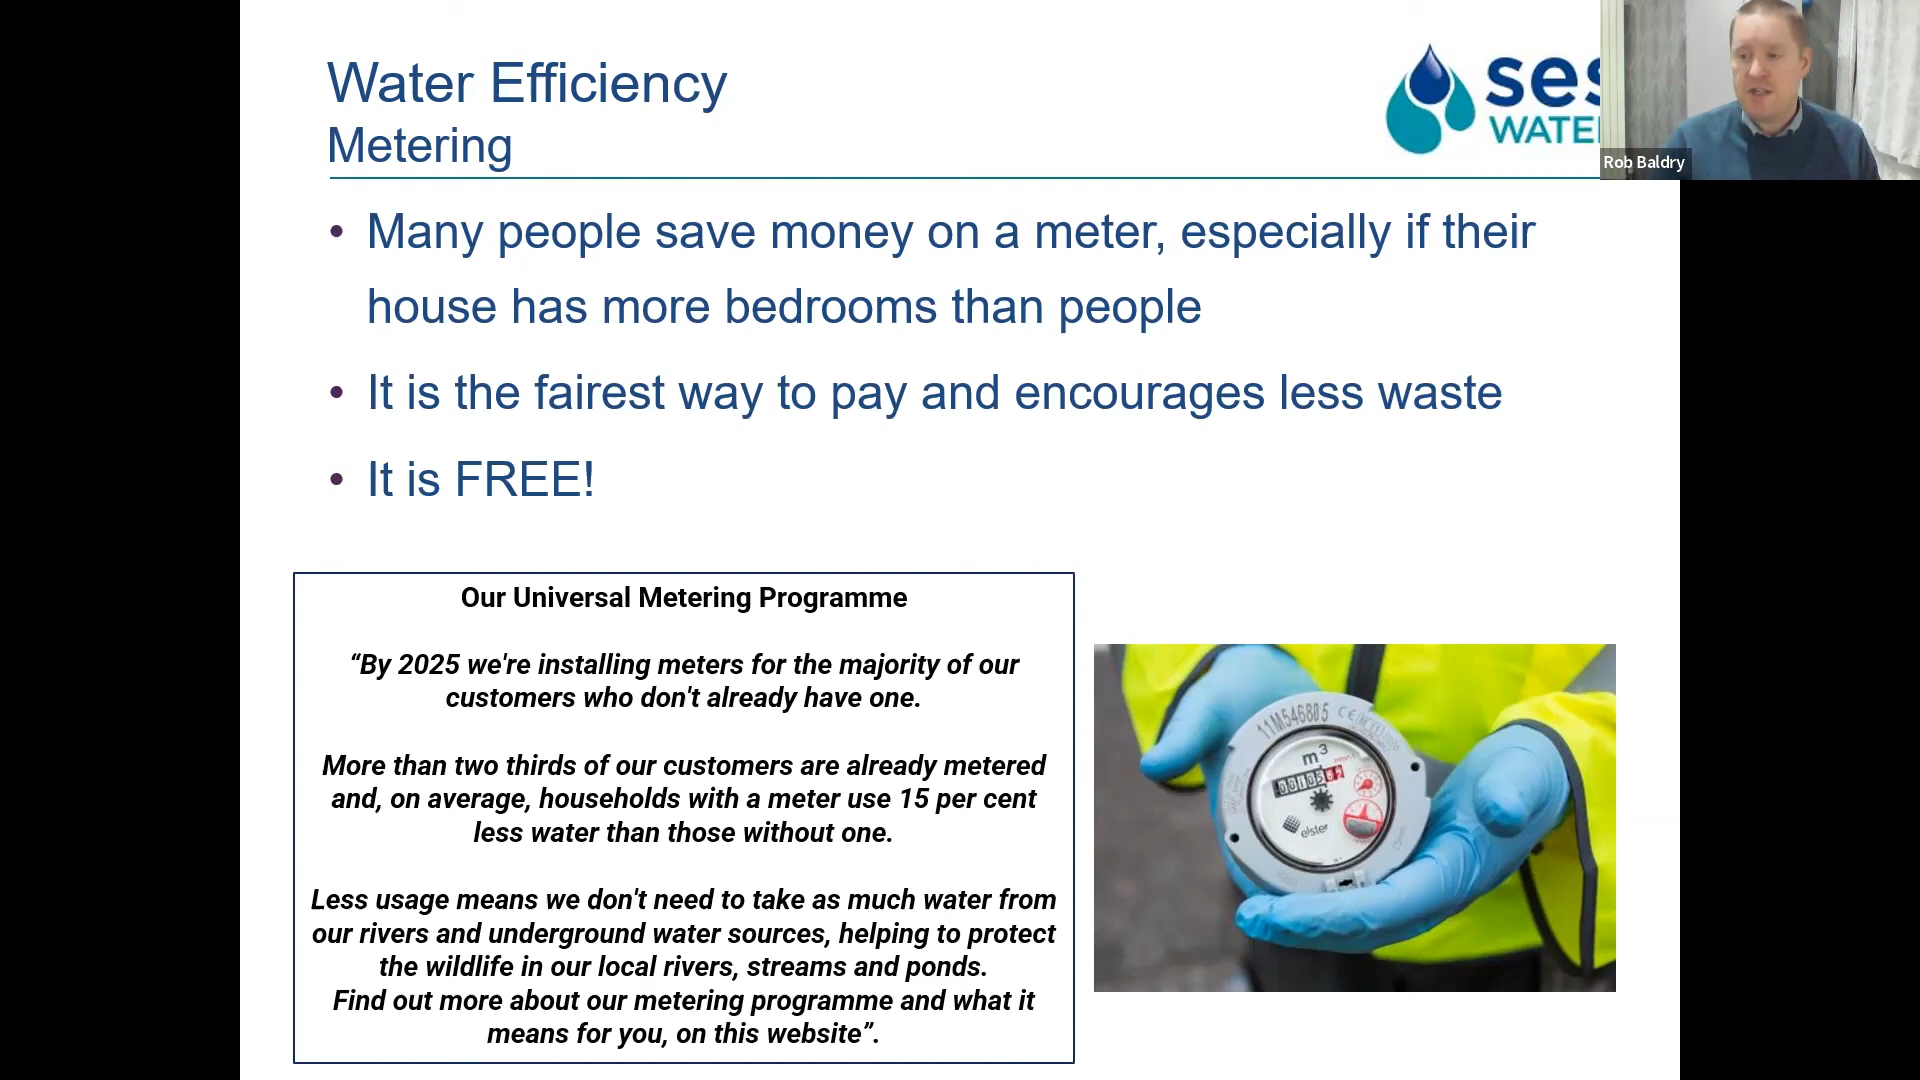 Water Efficiency
Metering
ses
WATER
Rob Baldry
• Many people save money on a meter, especially if their
house has more bedrooms than people
• It is the fairest way to pay and encourages less waste
• It is FREE!
Our Universal Metering Programme
“By 2025 we're installing meters for the majority of our
customers who don't already have one.
More than two thirds of our customers are already metered
and, on average, households with a meter use 15 per cent
less water than those without one.
Less usage means we don't need to take as much water from
our rivers and underground water sources, helping to protect
the wildlife in our local rivers, streams and ponds.
Find out more about our metering programme and what it
means for you, on this website”.
11M546805
m³
elster